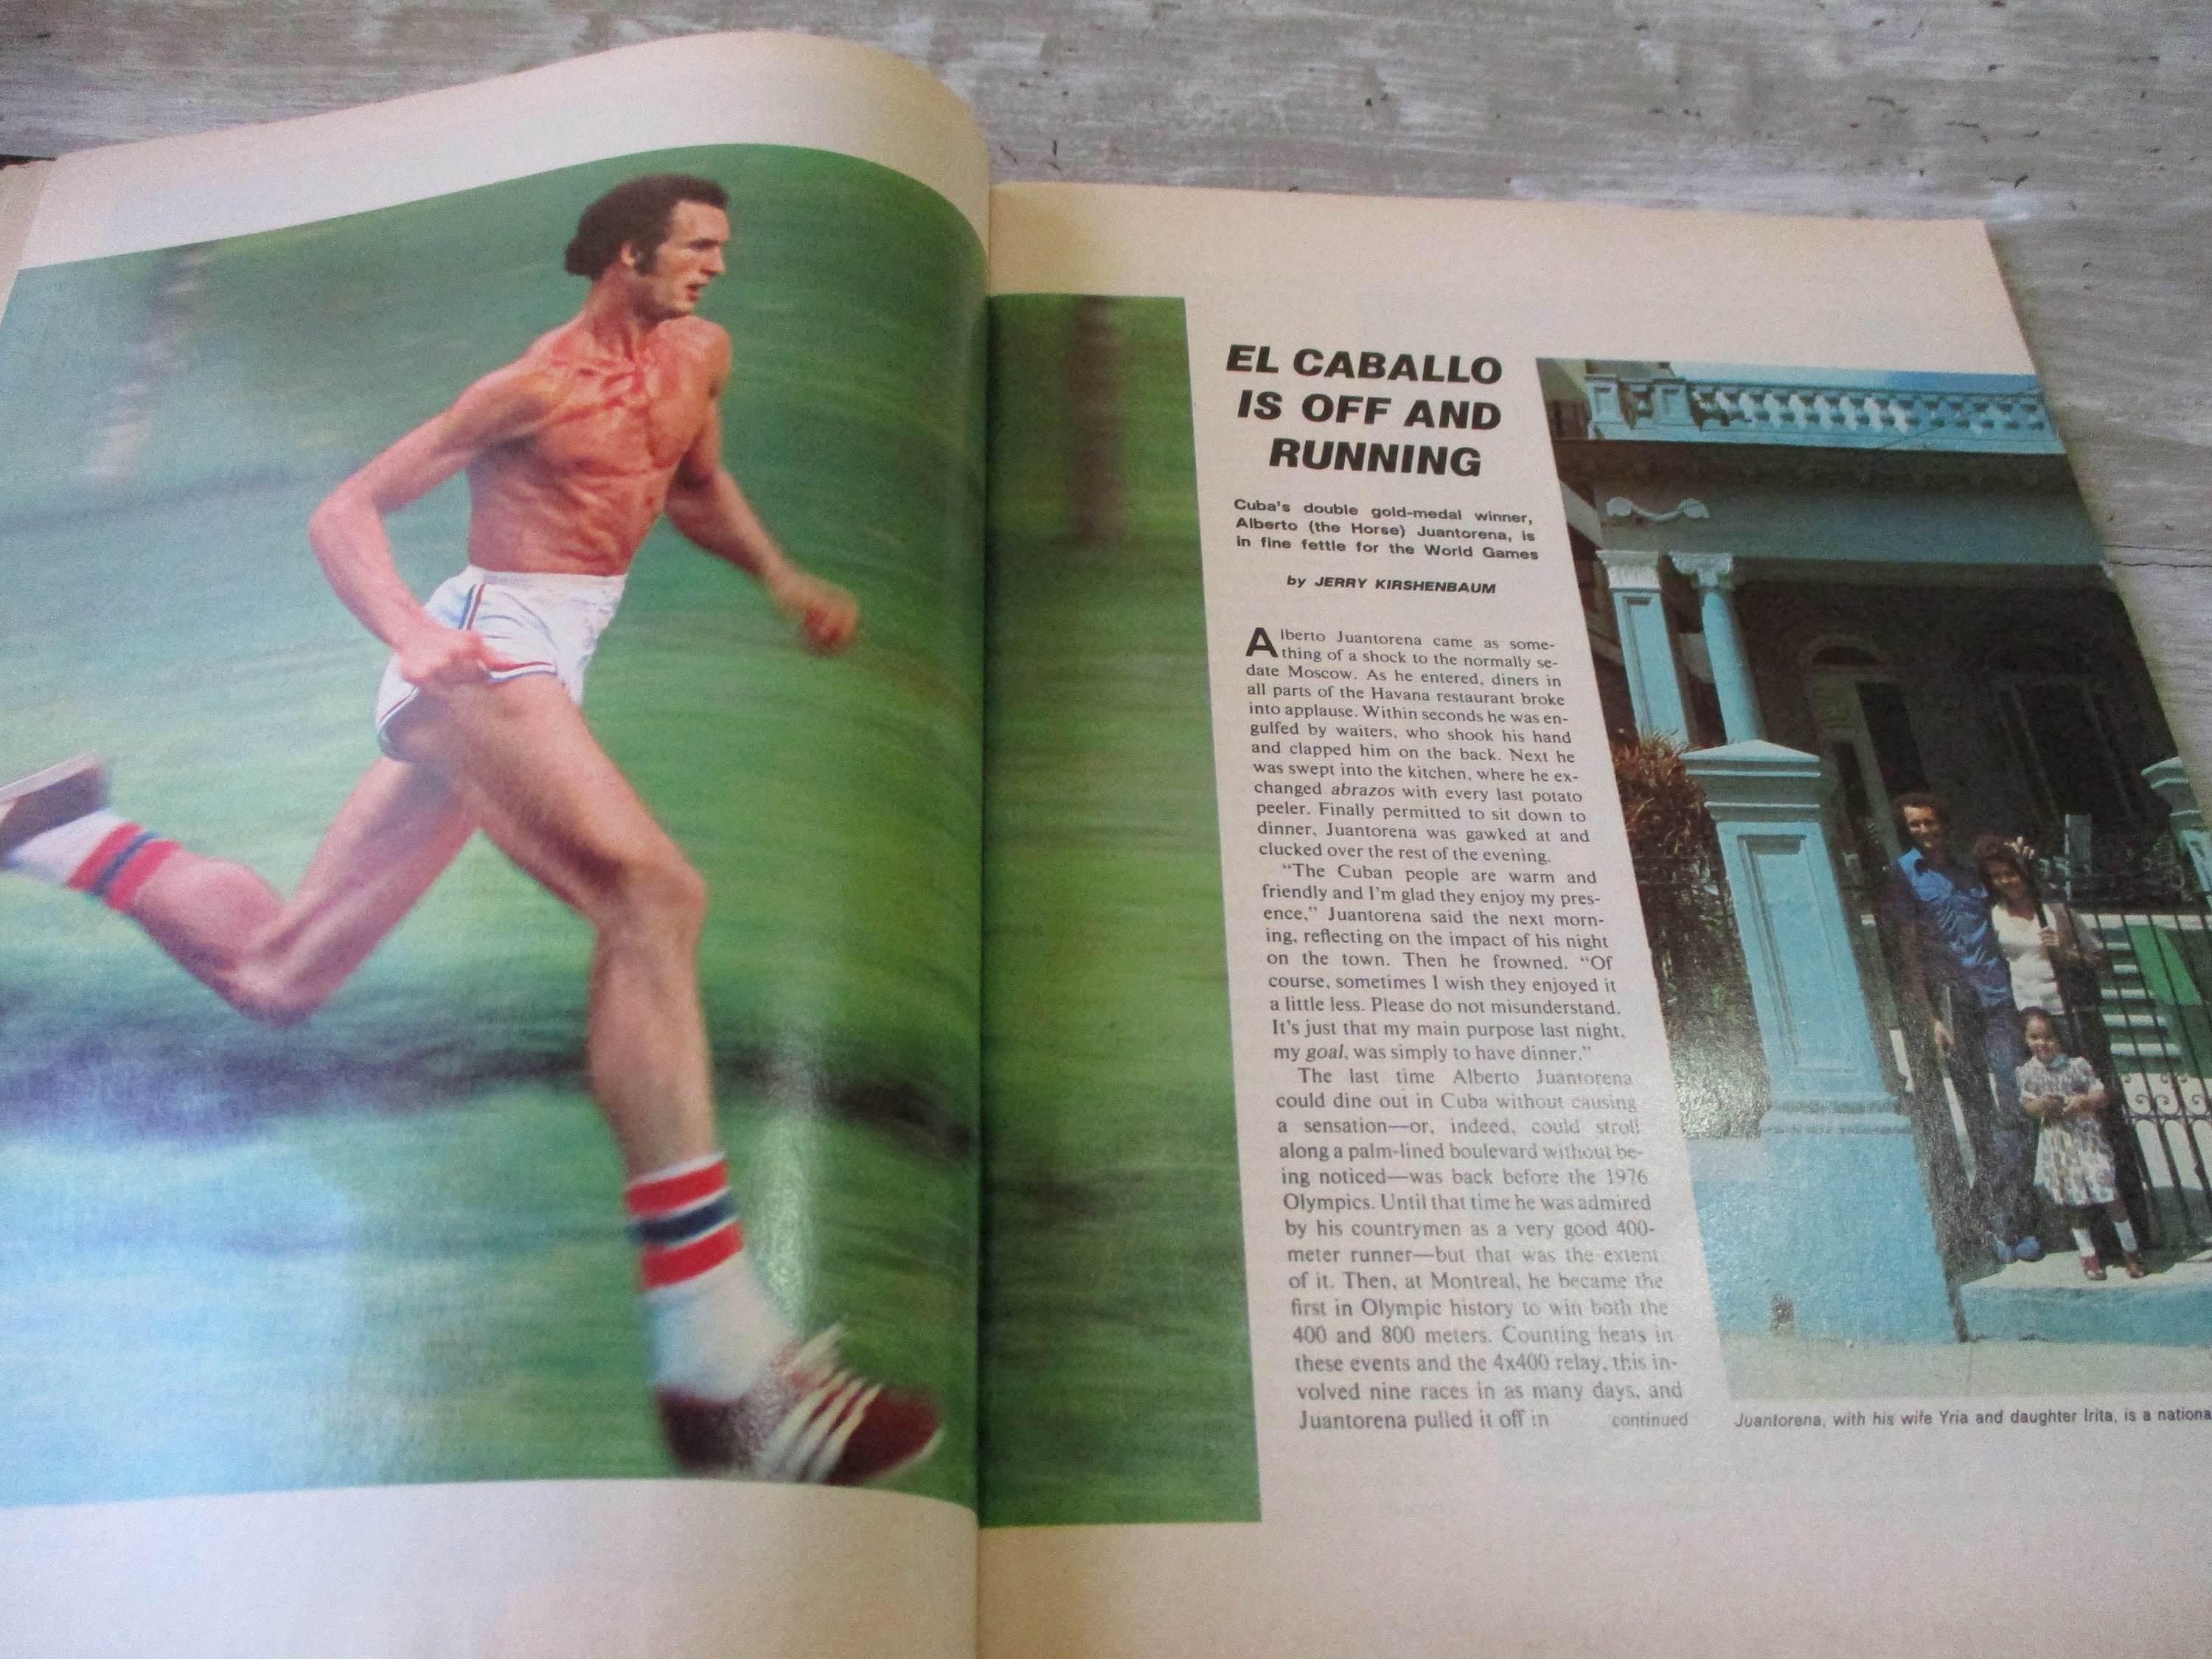 EL CABALLO
IS OFF AND
RUNNING
Cuba's double gold-medal winner,
Alberto (the Horse) Juantorena, is
in fine fettle for the World Games
by JERRY KIRSHENBAUM
Alberto Juantorena came as some-
thing of a shock to the normally se-
date Moscow. As he entered, diners in
all parts of the Havana restaurant broke
into applause. Within seconds he was en-
gulfed by waiters, who shook his hand
and clapped him on the back. Next he
was swept into the kitchen, where he ex-
changed abrazos with every last potato
peeler. Finally permitted to sit down to
dinner, Juantorena was gawked at and
clucked over the rest of the evening.
“The Cuban people are warm and
friendly and I'm glad they enjoy my pres-
ence,” Juantorena said the next morn-
ing, reflecting on the impact of his night
on the town. Then he frowned. “Of
course, sometimes I wish they enjoyed it
a little less. Please do not misunderstand.
It's just that my main purpose last night,
my goal, was simply to have dinner.”
The last time Alberto Juantorena
could dine out in Cuba without causing
a sensation—or, indeed, could stroll
along a palm-lined boulevard without be-
ing noticed—was back before the 1976
Olympics. Until that time he was admired
by his countrymen as a very good 400-
meter runner—but that was the extent
of it. Then, at Montreal, he became the
first in Olympic history to win both the
400 and 800 meters. Counting heats in
these events and the 4x400 relay, this in-
volved nine races in as many days, and
Juantorena pulled it off in continued
Juantorena, with his wife Yria and daughter Irita, is a nationa